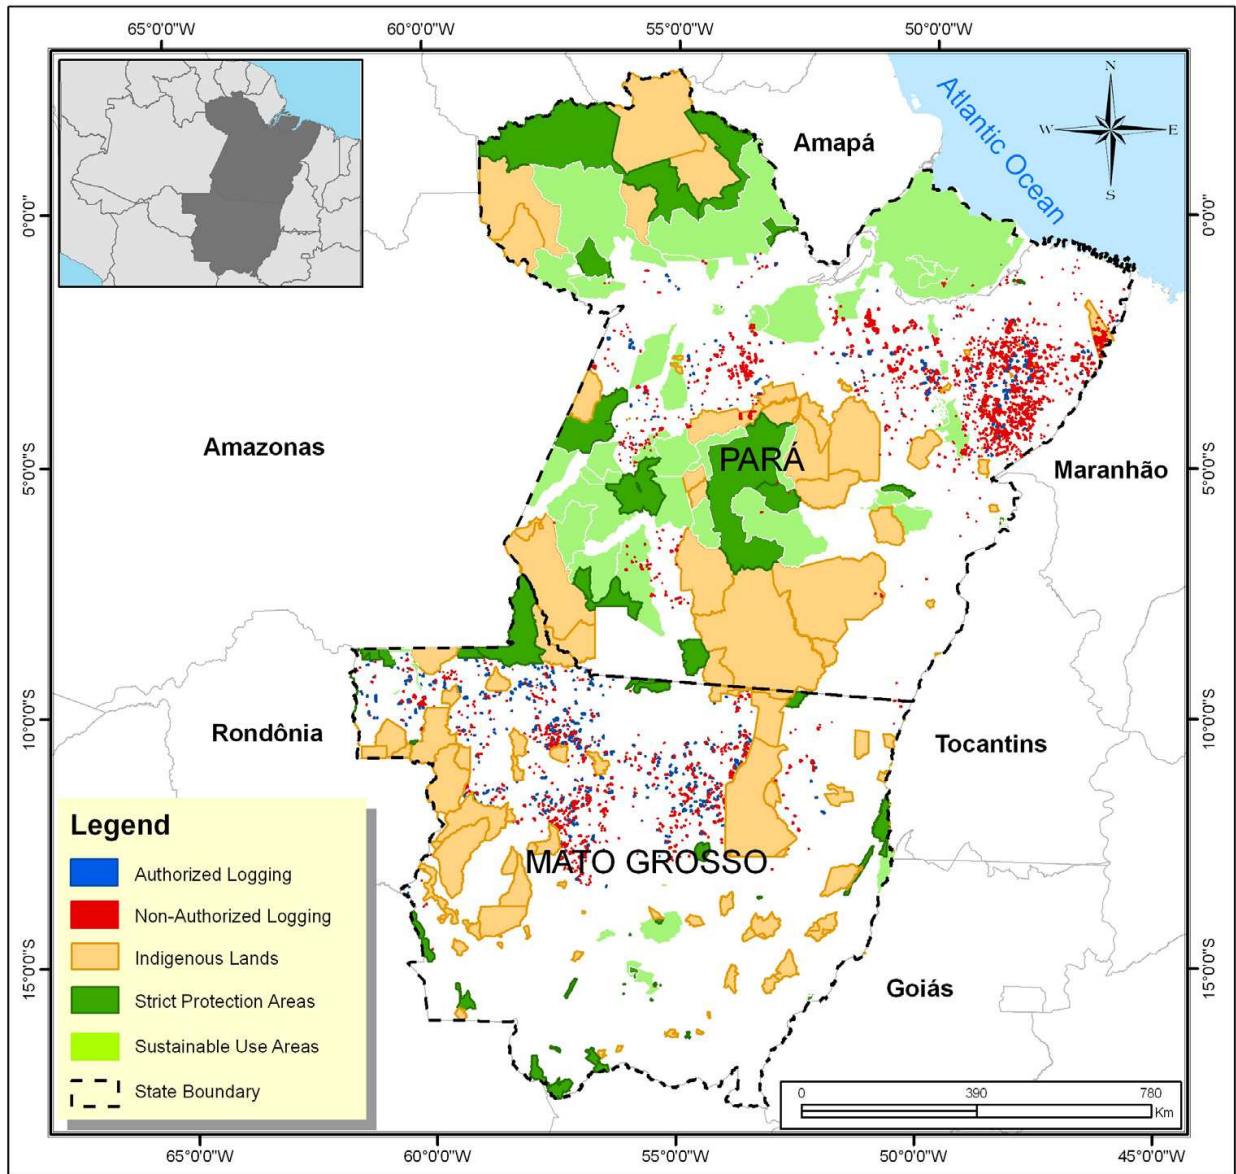 65°0'0"W 60°0'0"W 55°0'0"W 50°0'0"W
N
W E
S
Atlantic Ocean
Amapá
0°0'0"
0°0'0"
Amazonas
PARÁ
Maranhão
5°0'0"S
5°0'0"S
Rondônia
Tocantins
10°0'0"S
10°0'0"S
MATO GROSSO
Goiás
15°0'0"S
15°0'0"S
Legend
Authorized Logging
Non-Authorized Logging
Indigenous Lands
Strict Protection Areas
Sustainable Use Areas
State Boundary
0 390 780
Km
65°0'0"W 60°0'0"W 55°0'0"W 50°0'0"W 45°0'0"W